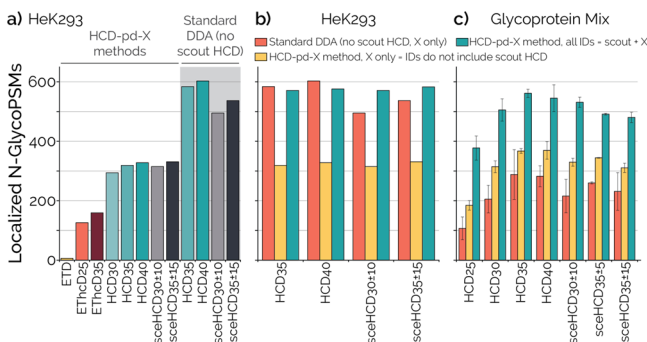 a) HeK293
HCD-pd-X
methods
Standard
DDA (no
scout HCD)
Localized N-GlycoPSMs
600
400
200
0
ETD
EThcD25
EThcD35
HCD30
HCD35
HCD40
sceHCD30±10
sceHCD35±15
HCD35
HCD40
sceHCD30±10
sceHCD35±15
b) HeK293
c) Glycoprotein Mix
Standard DDA (no scout HCD, X only)
HCD-pd-X method, all IDs = scout + X
HCD-pd-X method, X only = IDs do not include scout HCD
HCD35
HCD40
sceHCD30±10
sceHCD35±15
HCD25
HCD30
HCD35
HCD40
sceHCD30±10
sceHCD35±5
sceHCD35±15